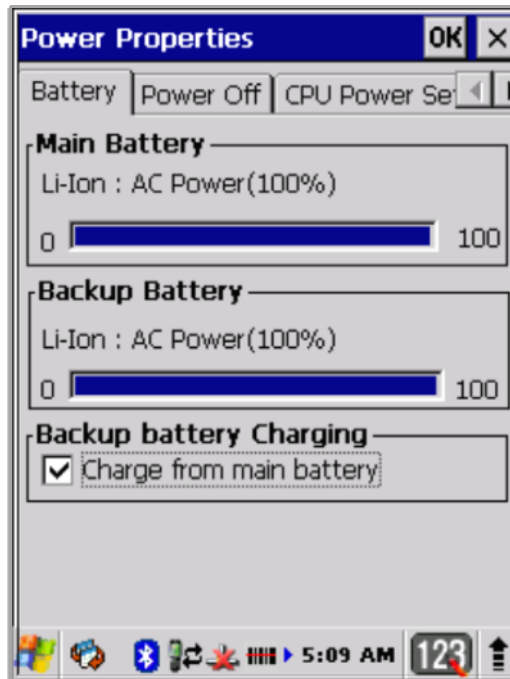 Power Properties OK ×
Battery Power Off CPU Power Se
Main Battery
Li-Ion : AC Power(100%)
0 100
Backup Battery
Li-Ion : AC Power(100%)
0 100
Backup battery Charging
Charge from main battery
5:09 AM 123